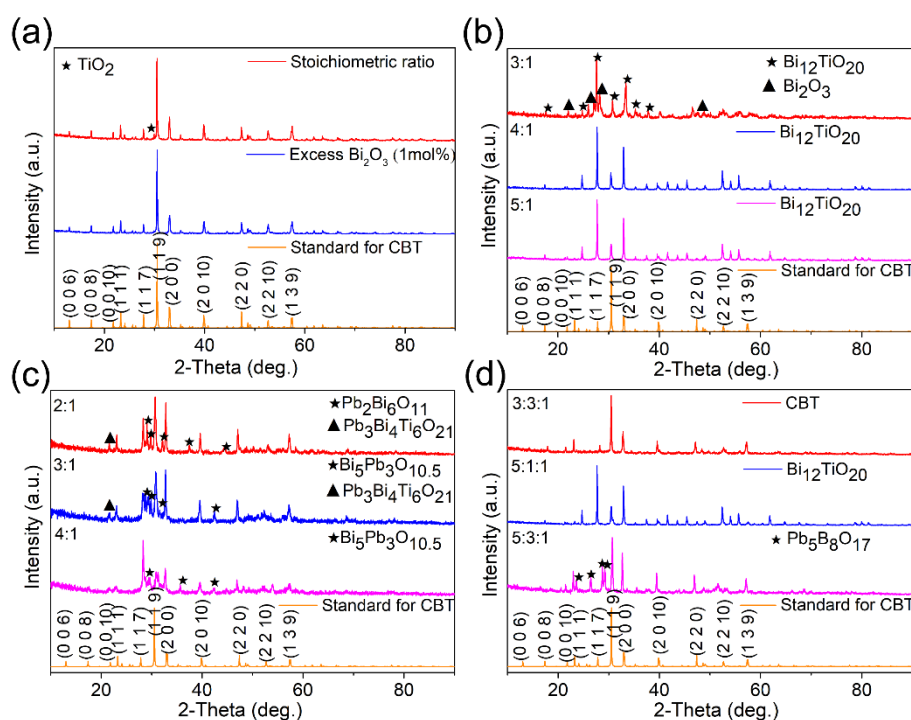 (a)
★ TiO₂
Stoichiometric ratio
Excess Bi₂O₃ (1mol%)
Standard for CBT
(0 0 6)
(0 0 8)
(0 0 10)
(1 1 1)
(1 1 7)
(1 1 9)
(2 0 0)
(2 0 10)
(2 2 0)
(2 2 10)
(1 3 9)
20 40 60 80
2-Theta (deg.)
Intensity (a.u.)
(b)
3:1
★ Bi₁₂TiO₂₀
▲ Bi₂O₃
4:1
Bi₁₂TiO₂₀
5:1
Bi₁₂TiO₂₀
Standard for CBT
(0 0 6)
(0 0 8)
(0 0 10)
(1 1 1)
(1 1 7)
(1 1 9)
(2 0 0)
(2 0 10)
(2 2 0)
(2 2 10)
(1 3 9)
10 20 30 40 50 60 70 80 90
2-Theta (deg.)
Intensity (a.u.)
(c)
2:1
★Pb₂Bi₆O₁₁
▲ Pb₃Bi₄Ti₆O₂₁
3:1
★Bi₅Pb₃O₁₀.₅
▲ Pb₃Bi₄Ti₆O₂₁
4:1
★Bi₅Pb₃O₁₀.₅
Standard for CBT
(0 0 6)
(0 0 8)
(0 0 10)
(1 1 1)
(1 1 7)
(1 1 9)
(2 0 0)
(2 0 10)
(2 2 0)
(2 2 10)
(1 3 9)
20 40 60 80
2-Theta (deg.)
Intensity (a.u.)
(d)
3:3:1
CBT
5:1:1
Bi₁₂TiO₂₀
5:3:1
★ Pb₅B₈O₁₇
Standard for CBT
(0 0 6)
(0 0 8)
(0 0 10)
(1 1 1)
(1 1 7)
(1 1 9)
(2 0 0)
(2 0 10)
(2 2 0)
(2 2 10)
(1 3 9)
10 20 30 40 50 60 70 80 90
2-Theta (deg.)
Intensity (a.u.)